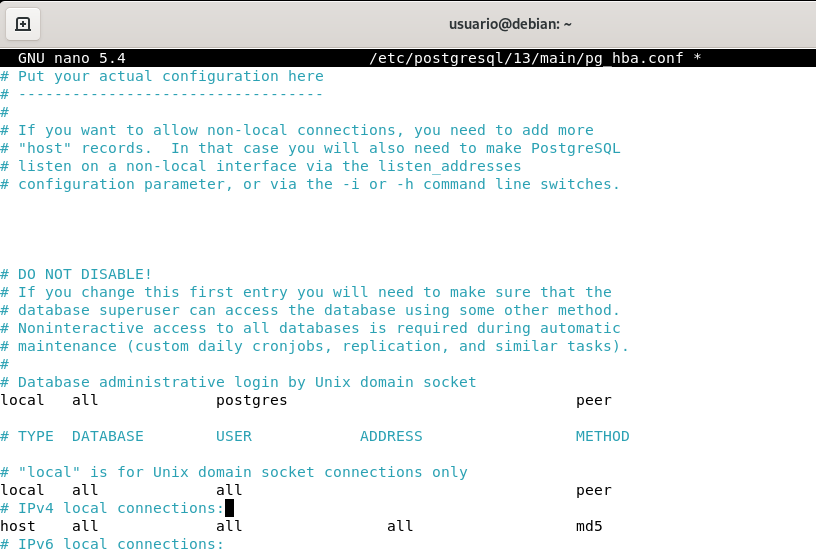 usuario@debian: ~
GNU nano 5.4 /etc/postgresql/13/main/pg_hba.conf *
# Put your actual configuration here
# ----------------------------------
#
# If you want to allow non-local connections, you need to add more
# "host" records.  In that case you will also need to make PostgreSQL
# listen on a non-local interface via the listen_addresses
# configuration parameter, or via the -i or -h command line switches.
# DO NOT DISABLE!
# If you change this first entry you will need to make sure that the
# database superuser can access the database using some other method.
# Noninteractive access to all databases is required during automatic
# maintenance (custom daily cronjobs, replication, and similar tasks).
#
# Database administrative login by Unix domain socket
local   all             postgres                                peer
# TYPE  DATABASE        USER            ADDRESS                 METHOD
# "local" is for Unix domain socket connections only
local   all             all                                     peer
# IPv4 local connections:
host    all             all                all                  md5
# IPv6 local connections: